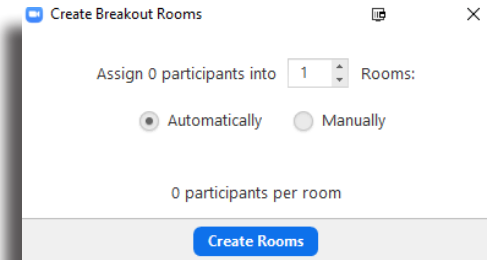 Create Breakout Rooms
Assign 0 participants into 1 Rooms:
Automatically Manually
0 participants per room
Create Rooms